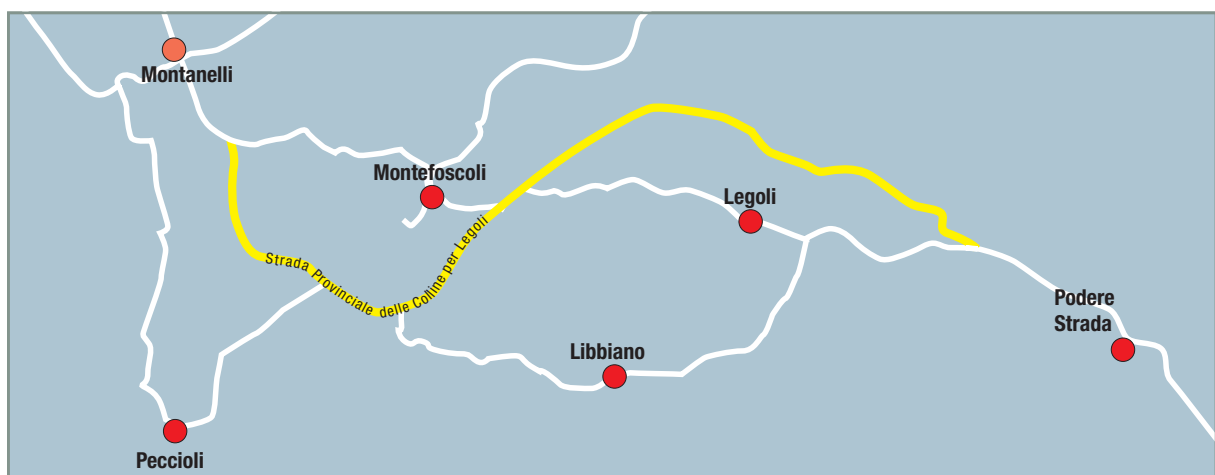 Montanelli
Montefoscoli
Legoli
Strada Provinciale delle Colline per Legoli
Podere
Strada
Libbiano
Peccioli